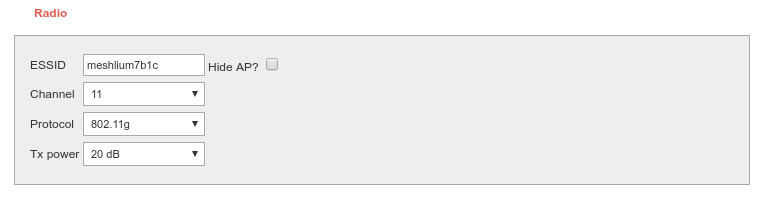 Radio
ESSID meshlium7b1c Hide AP?
Channel 11
Protocol 802.11g
Tx power 20 dB